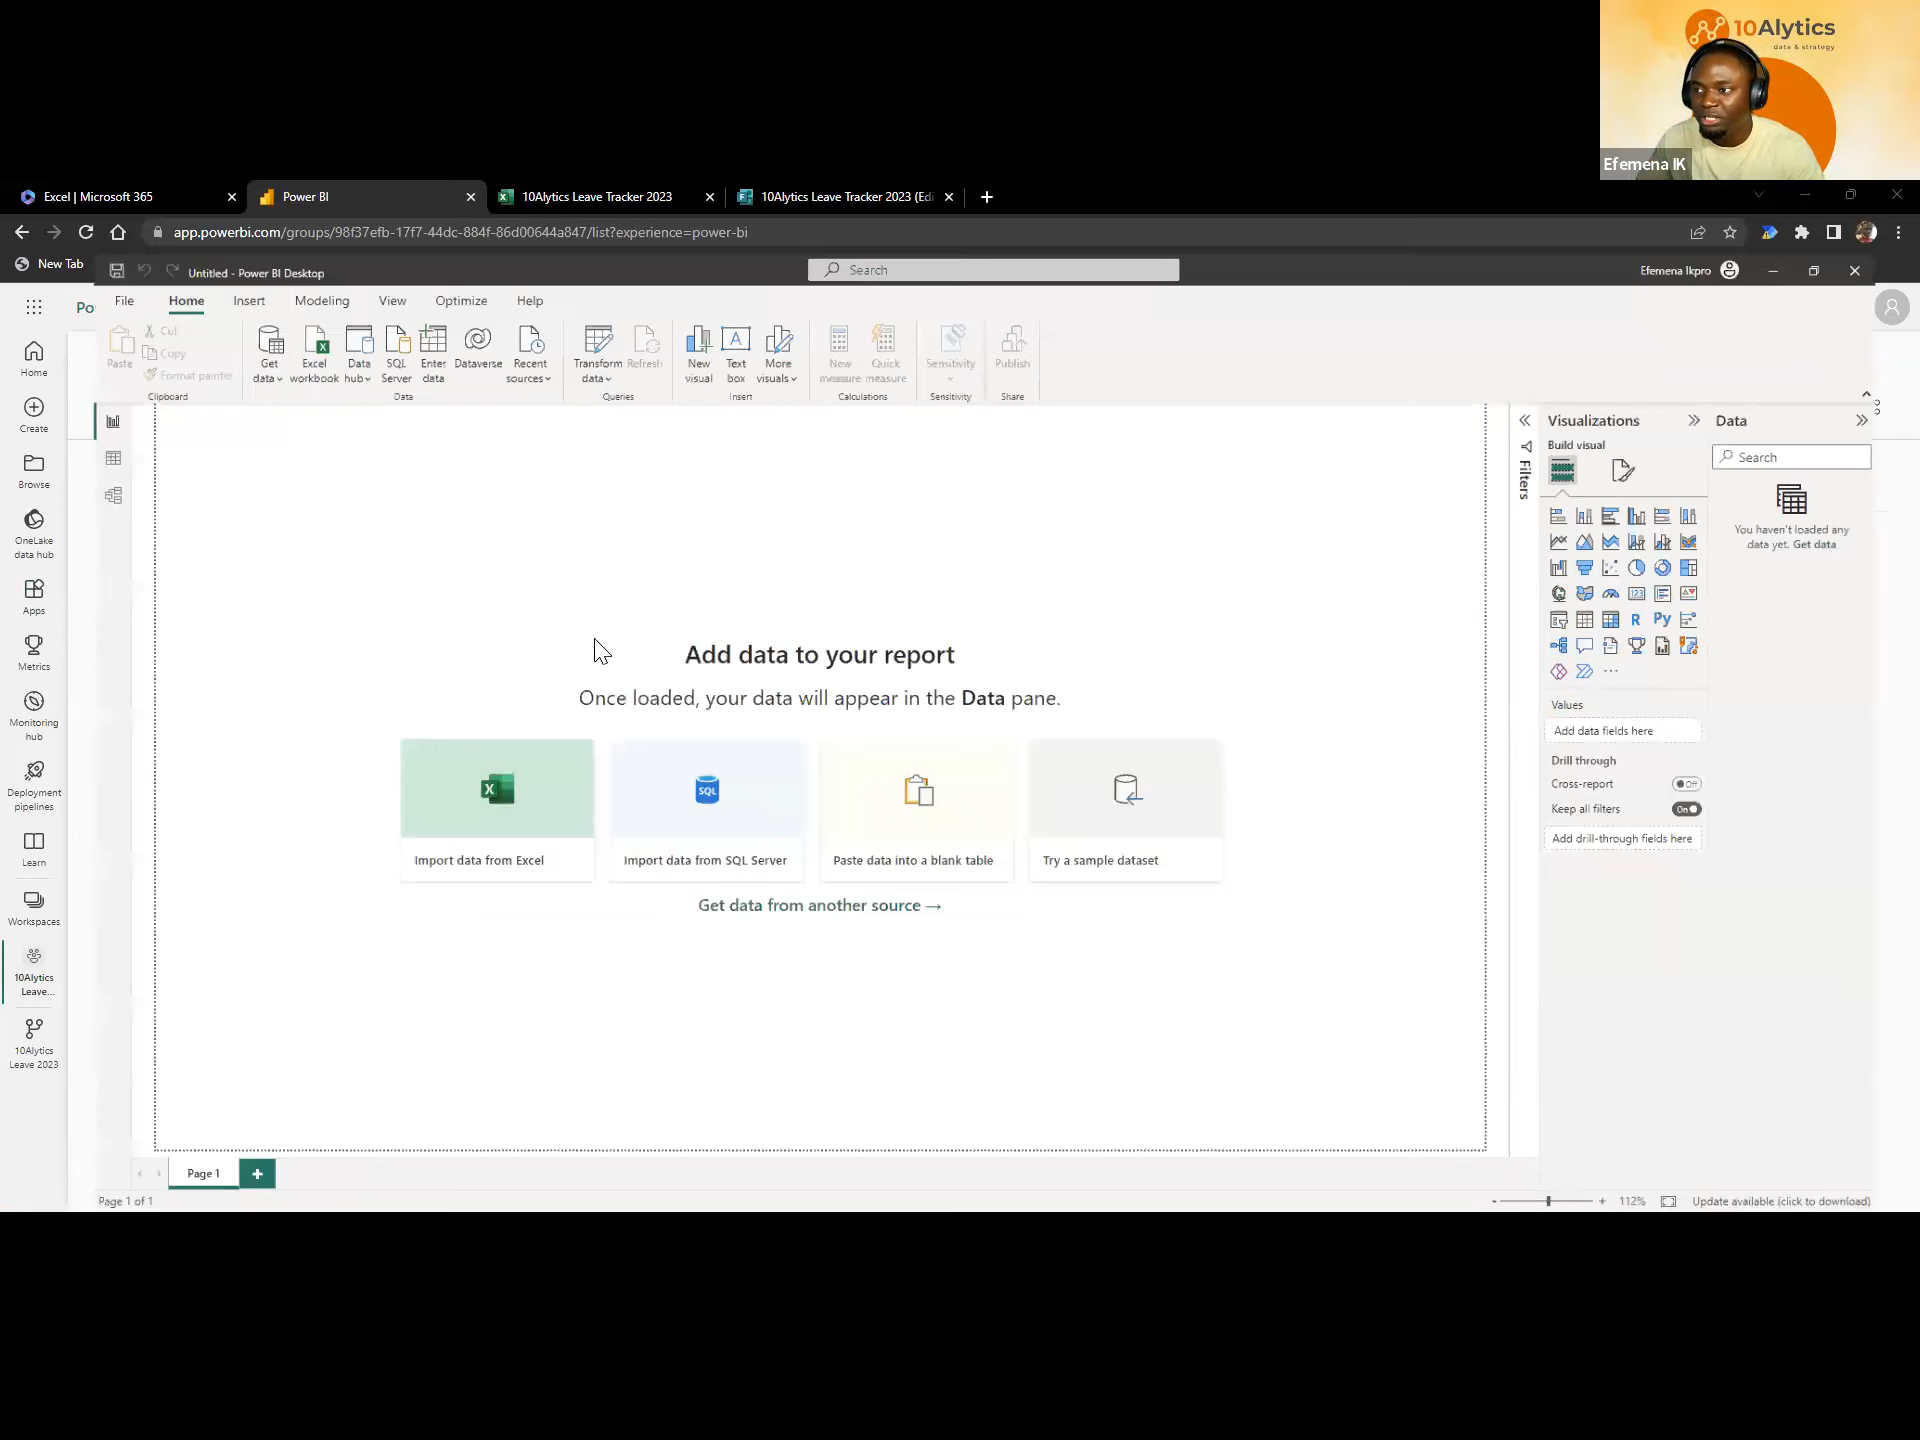 10Alytics
data & strategy
Efemena IK
Excel | Microsoft 365
Power BI
10Alytics Leave Tracker 2023
10Alytics Leave Tracker 2023 (Edi
app.powerbi.com/groups/98f37efb-17f7-44dc-884f-86d00644a847/list?experience=power-bi
New Tab
Untitled - Power BI Desktop
Search
Efemena Ikpro
Po
File
Home
Insert
Modeling
View
Optimize
Help
Paste
Cut
Copy
Format painter
Clipboard
Get data
Excel workbook
Data hub
SQL Server
Enter data
Dataverse
Recent sources
Data
Transform data
Refresh
Queries
New visual
Text box
More visuals
Insert
New measure
Quick measure
Calculations
Sensitivity
Sensitivity
Publish
Share
Home
Create
Browse
OneLake
data hub
Apps
Metrics
Monitoring
hub
Deployment
pipelines
Learn
Workspaces
10Alytics
Leave...
10Alytics
Leave 2023
Add data to your report
Once loaded, your data will appear in the Data pane.
SQL
Import data from Excel
Import data from SQL Server
Paste data into a blank table
Try a sample dataset
Get data from another source →
Filters
Visualizations
Build visual
R
Py
123
...
Values
Add data fields here
Drill through
Cross-report
Off
Keep all filters
On
Add drill-through fields here
Data
Search
You haven't loaded any
data yet. Get data
Page 1
Page 1 of 1
112%
Update available (click to download)